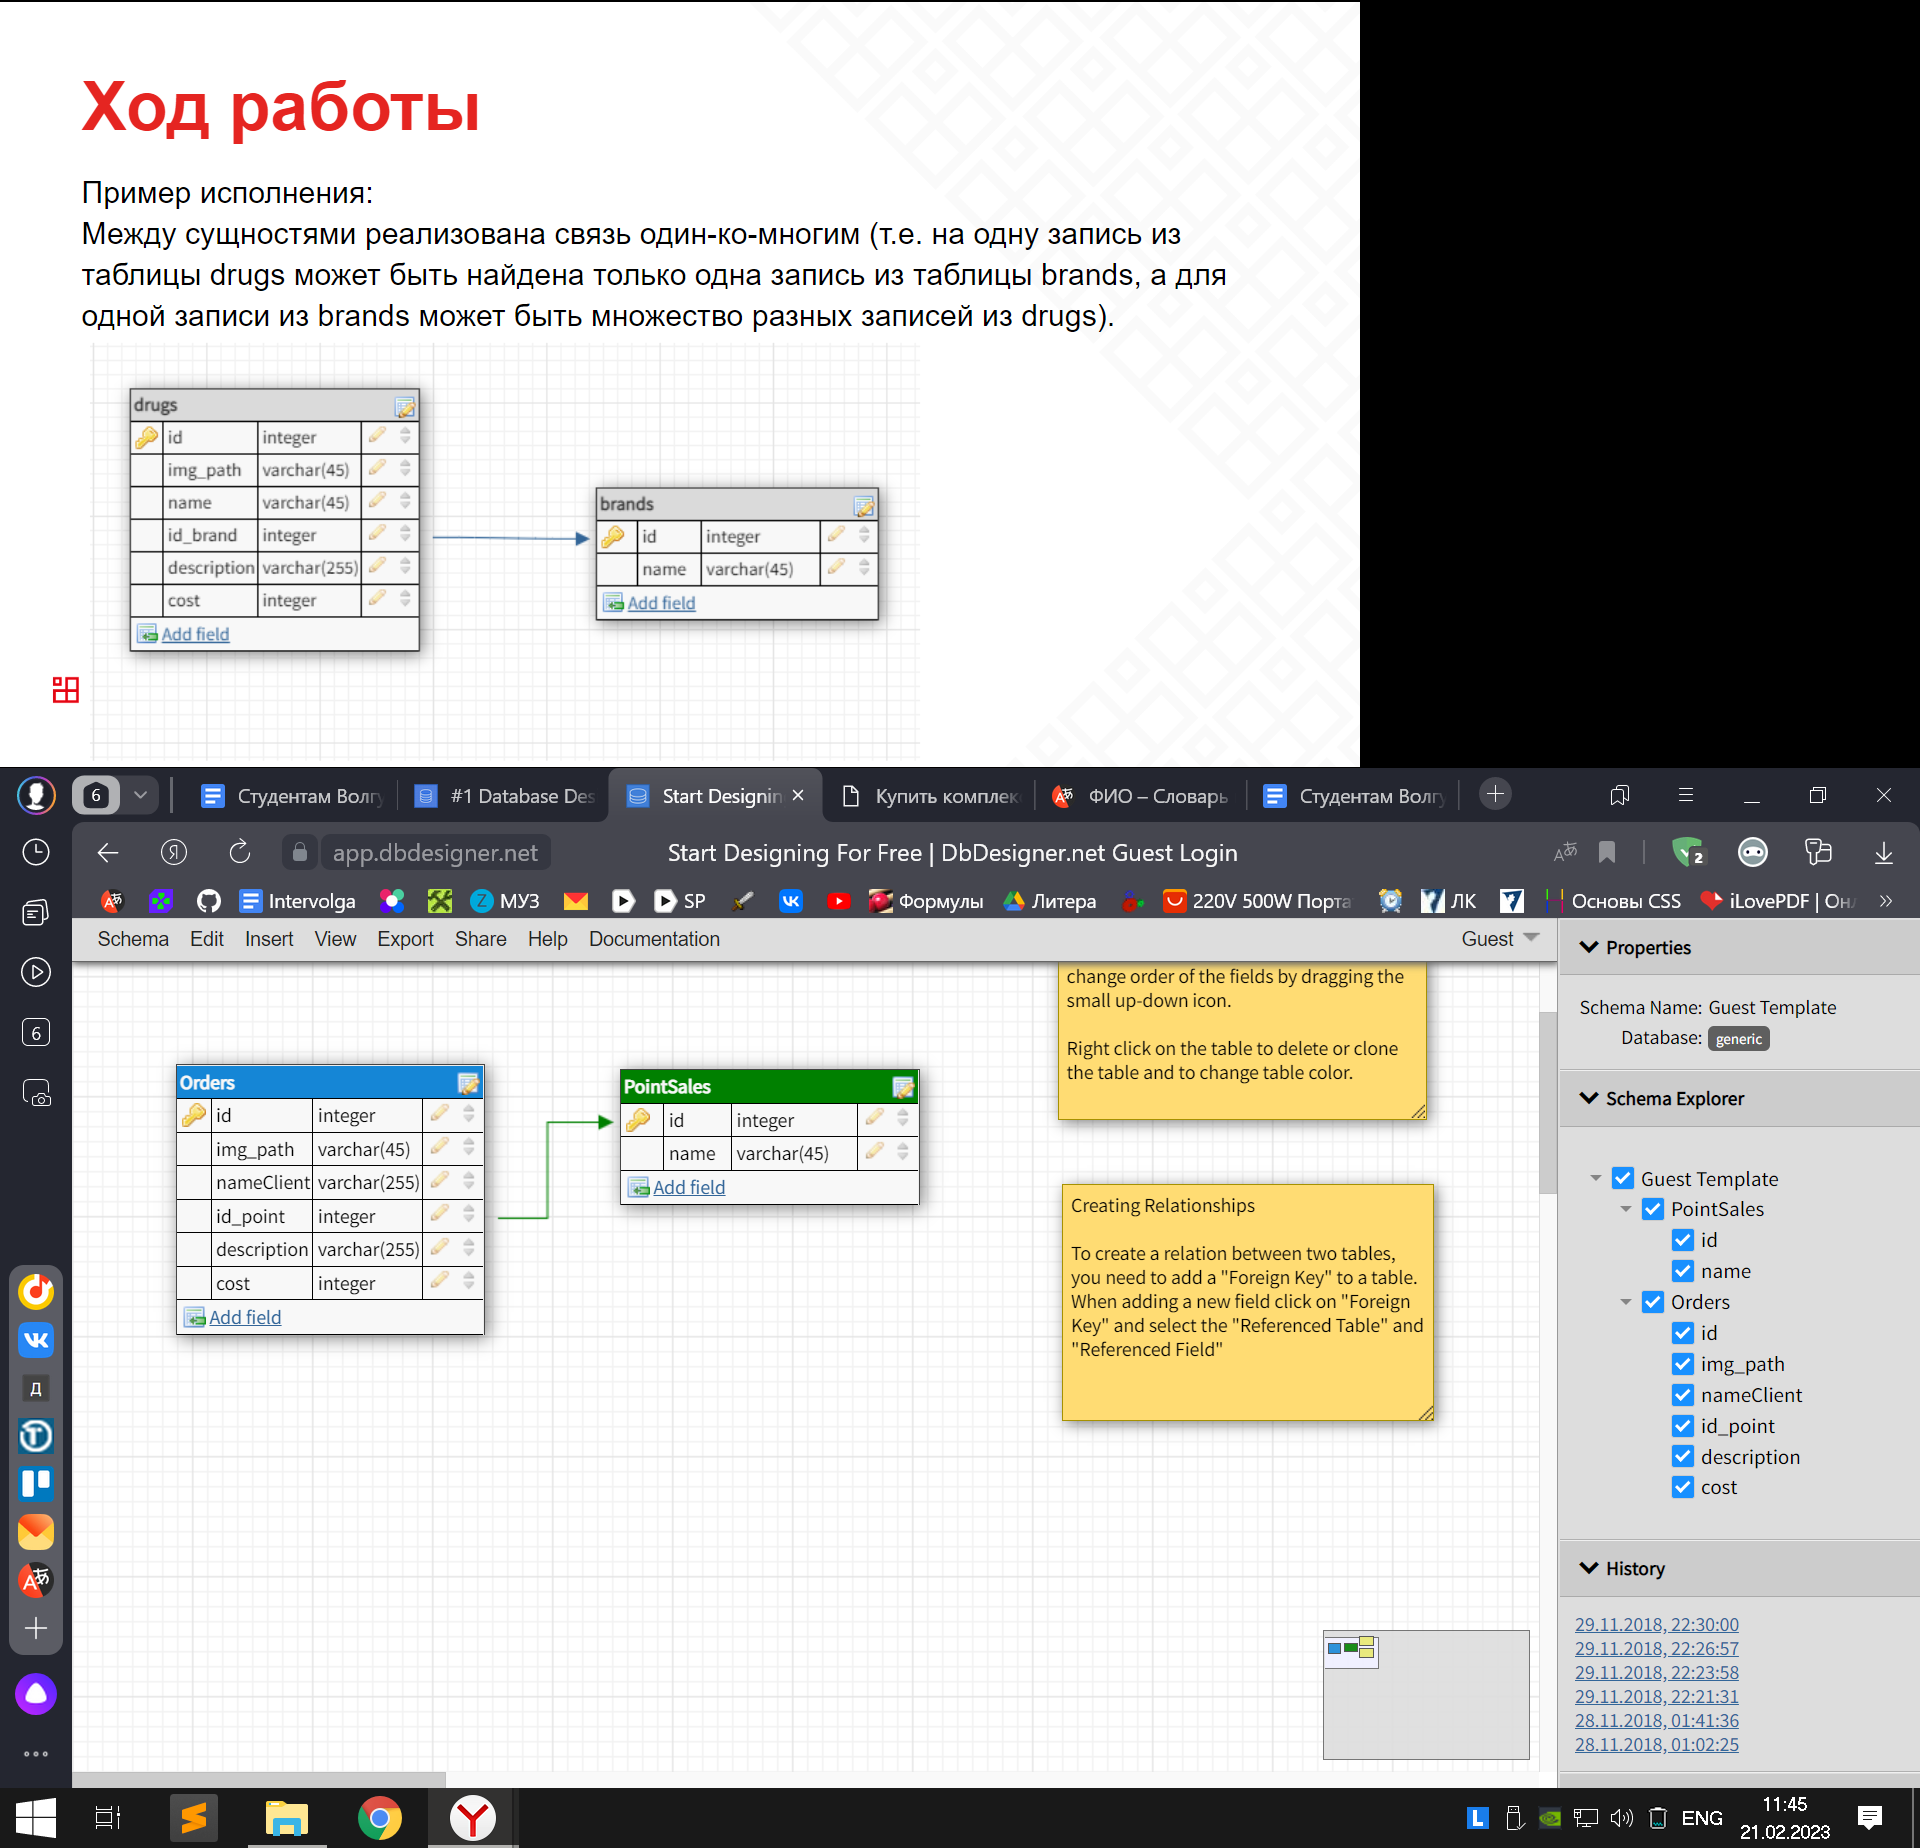 Ход работы
Пример исполнения:
Между сущностями реализована связь один-ко-многим (т.е. на одну запись из
таблицы drugs может быть найдена только одна запись из таблицы brands, а для
одной записи из brands может быть множество разных записей из drugs).
drugs
id integer
img_path varchar(45)
name varchar(45)
id_brand integer
description varchar(255)
cost integer
Add field
brands
id integer
name varchar(45)
Add field
6
Студентам Волгу
#1 Database Des
Start Designin
Купить комплек
ФИО – Словарь
Студентам Волгу
app.dbdesigner.net
Start Designing For Free | DbDesigner.net Guest Login
2
Intervolga
МУЗ
SP
Формулы
Литера
220V 500W Порта
ЛК
Основы CSS
iLovePDF | Он
»
Schema Edit Insert View Export Share Help Documentation
Guest
6
Orders
id integer
img_path varchar(45)
nameClient varchar(255)
id_point integer
description varchar(255)
cost integer
Add field
PointSales
id integer
name varchar(45)
Add field
change order of the fields by dragging the
small up-down icon.
Right click on the table to delete or clone
the table and to change table color.
Creating Relationships
To create a relation between two tables,
you need to add a "Foreign Key" to a table.
When adding a new field click on "Foreign
Key" and select the "Referenced Table" and
"Referenced Field"
Properties
Schema Name: Guest Template
Database: generic
Schema Explorer
Guest Template
PointSales
id
name
Orders
id
img_path
nameClient
id_point
description
cost
History
29.11.2018, 22:30:00
29.11.2018, 22:26:57
29.11.2018, 22:23:58
29.11.2018, 22:21:31
28.11.2018, 01:41:36
28.11.2018, 01:02:25
Д
ENG
11:45
21.02.2023